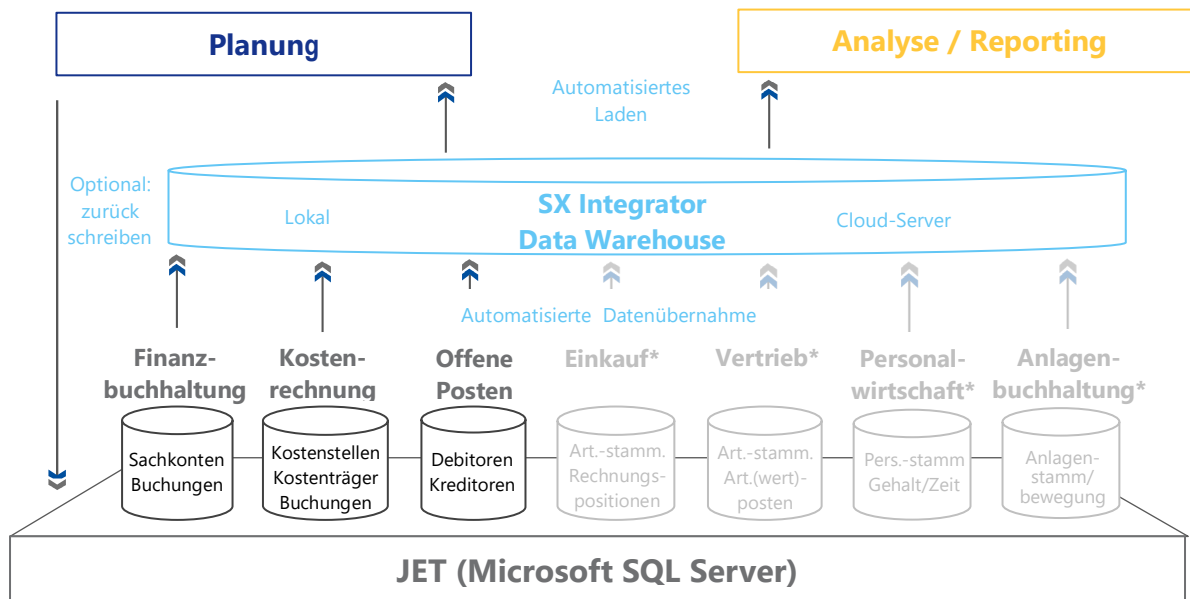 Planung
Analyse / Reporting
Automatisiertes
Laden
Optional:
zurück
schreiben
SX Integrator
Data Warehouse
Lokal
Cloud-Server
Automatisierte Datenübernahme
Finanz-
buchhaltung
Kosten-
rechnung
Offene
Posten
Einkauf*
Vertrieb*
Personal-
wirtschaft*
Anlagen-
buchhaltung*
Sachkonten
Buchungen
Kostenstellen
Kostenträger
Buchungen
Debitoren
Kreditoren
Art.-stamm.
Rechnungs-
positionen
Art.-stamm.
Art.(wert)-
posten
Pers.-stamm
Gehalt/Zeit
Anlagen-
stamm/
bewegung
JET (Microsoft SQL Server)